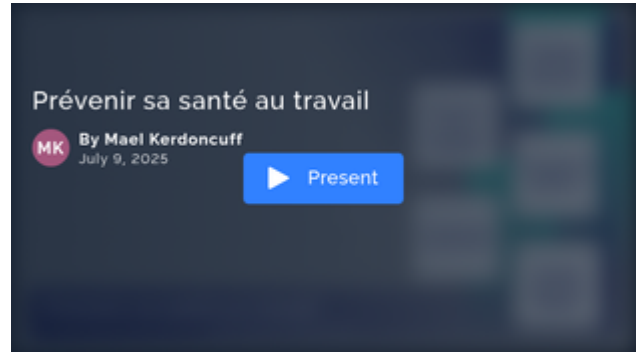 Prévenir sa santé au travail
MK
By Mael Kerdoncuff
July 9, 2025
Present